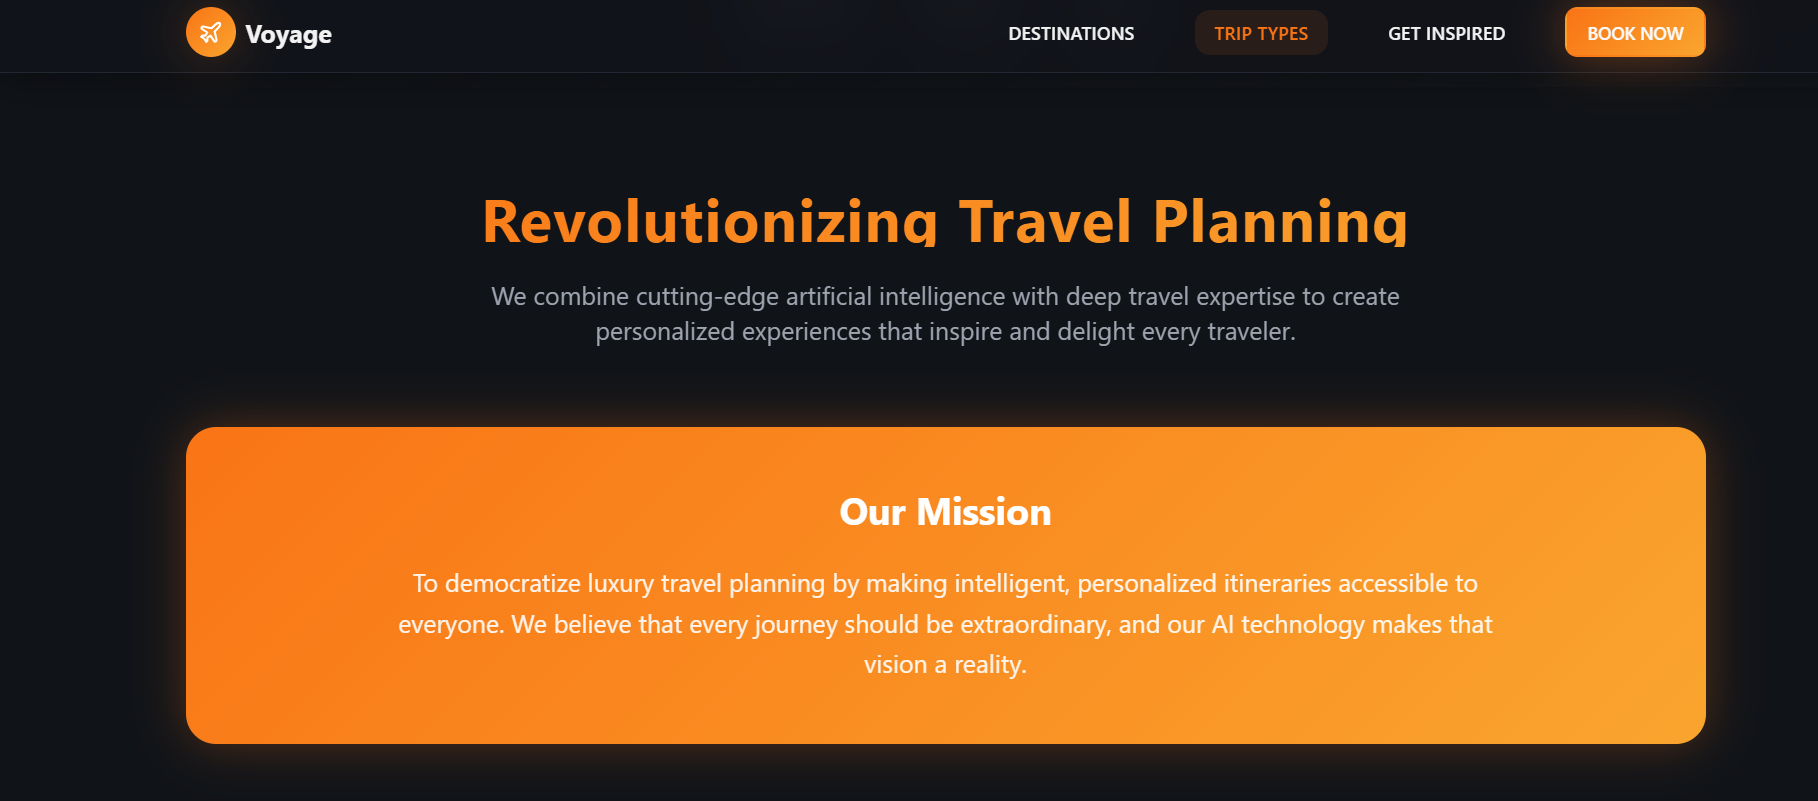 Voyage
DESTINATIONS
TRIP TYPES
GET INSPIRED
BOOK NOW
Revolutionizing Travel Planning
We combine cutting-edge artificial intelligence with deep travel expertise to create
personalized experiences that inspire and delight every traveler.
Our Mission
To democratize luxury travel planning by making intelligent, personalized itineraries accessible to
everyone. We believe that every journey should be extraordinary, and our AI technology makes that
vision a reality.